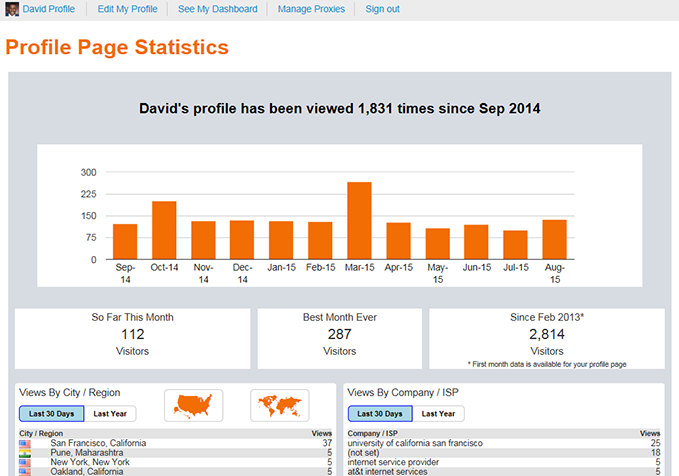 David Profile Edit My Profile See My Dashboard Manage Proxies Sign out
Profile Page Statistics
David's profile has been viewed 1,831 times since Sep 2014
300
225
150
75
0
Sep-14 Oct-14 Nov-14 Dec-14 Jan-15 Feb-15 Mar-15 Apr-15 May-15 Jun-15 Jul-15 Aug-15
So Far This Month
112
Visitors
Best Month Ever
287
Visitors
Since Feb 2013*
2,814
Visitors
* First month data is available for your profile page
Views By City / Region
Last 30 Days Last Year
City / Region Views
San Francisco, California 37
Pune, Maharashtra 5
New York, New York 5
Oakland, California 5
Views By Company / ISP
Last 30 Days Last Year
Company / ISP Views
university of california san francisco 25
(not set) 18
internet service provider 5
at&t internet services 5